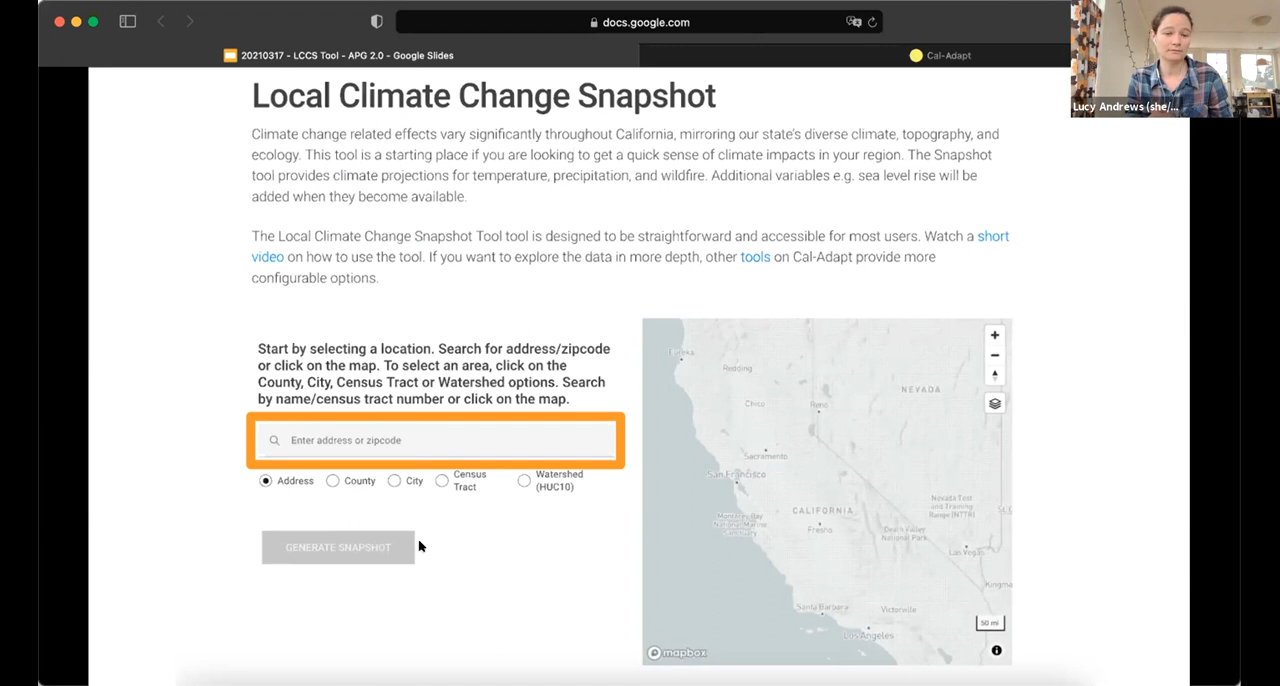 docs.google.com
20210317 - LCCS Tool - APG 2.0 - Google Slides
Cal-Adapt
Lucy Andrews (she/...
Local Climate Change Snapshot
Climate change related effects vary significantly throughout California, mirroring our state's diverse climate, topography, and
ecology. This tool is a starting place if you are looking to get a quick sense of climate impacts in your region. The Snapshot
tool provides climate projections for temperature, precipitation, and wildfire. Additional variables e.g. sea level rise will be
added when they become available.
The Local Climate Change Snapshot Tool tool is designed to be straightforward and accessible for most users. Watch a short
video on how to use the tool. If you want to explore the data in more depth, other tools on Cal-Adapt provide more
configurable options.
Start by selecting a location. Search for address/zipcode
or click on the map. To select an area, click on the
County, City, Census Tract or Watershed options. Search
by name/census tract number or click on the map.
Enter address or zipcode
Address
County
City
Census
Tract
Watershed
(HUC10)
GENERATE SNAPSHOT
Eureka
Redding
NEVADA
Chico
Reno
Sacramento
San Francisco
Monterey Bay
National Marine
Sanctuary
CALIFORNIA
Fresno
Nevada Test
and Training
Range (NTTR)
Death Valley
National Park
Las Vegas
Kingma
Santa Barbara
Victorville
Los Angeles
50 mi
mapbox